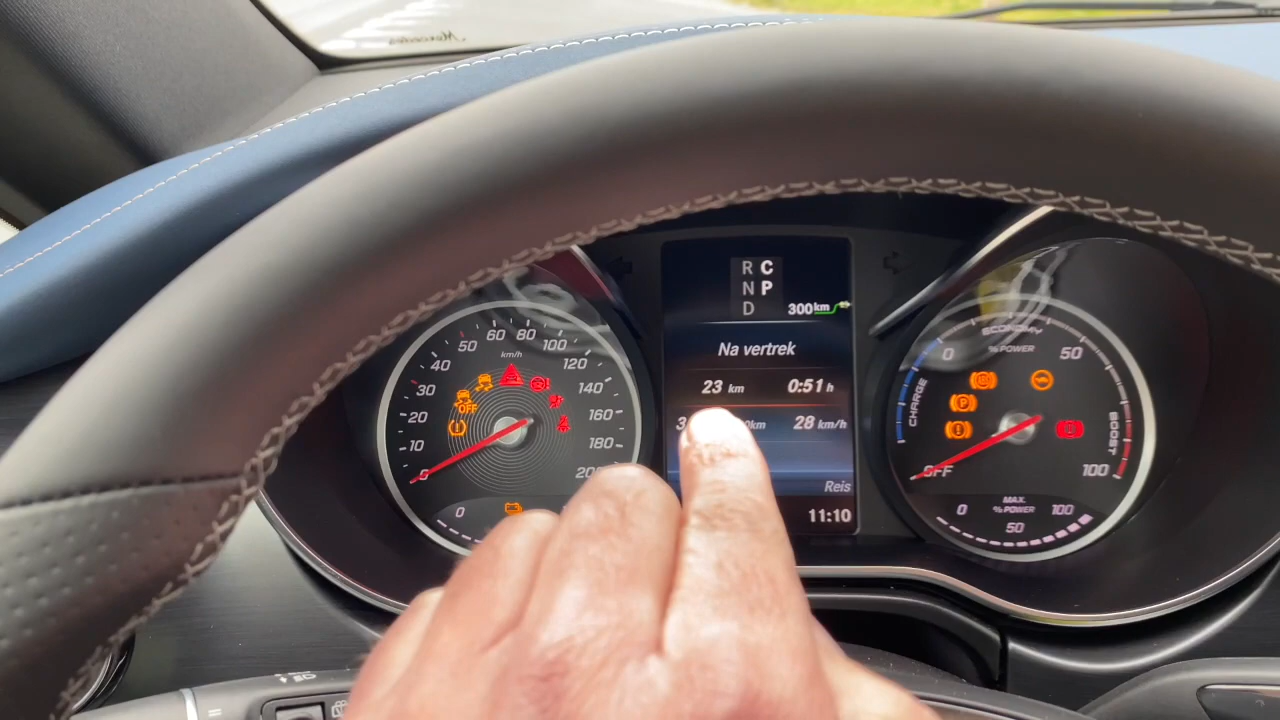 R C
N P
D
300km
Na vertrek
23 km 0:51 h
28 km/h
Reis
11:10
km/h
0
10
20
30
40
50
60
80
100
120
140
160
180
OFF
0
ECONOMY
% POWER
0
50
100
CHARGE
BOOST
OFF
MAX.
% POWER
0
50
100